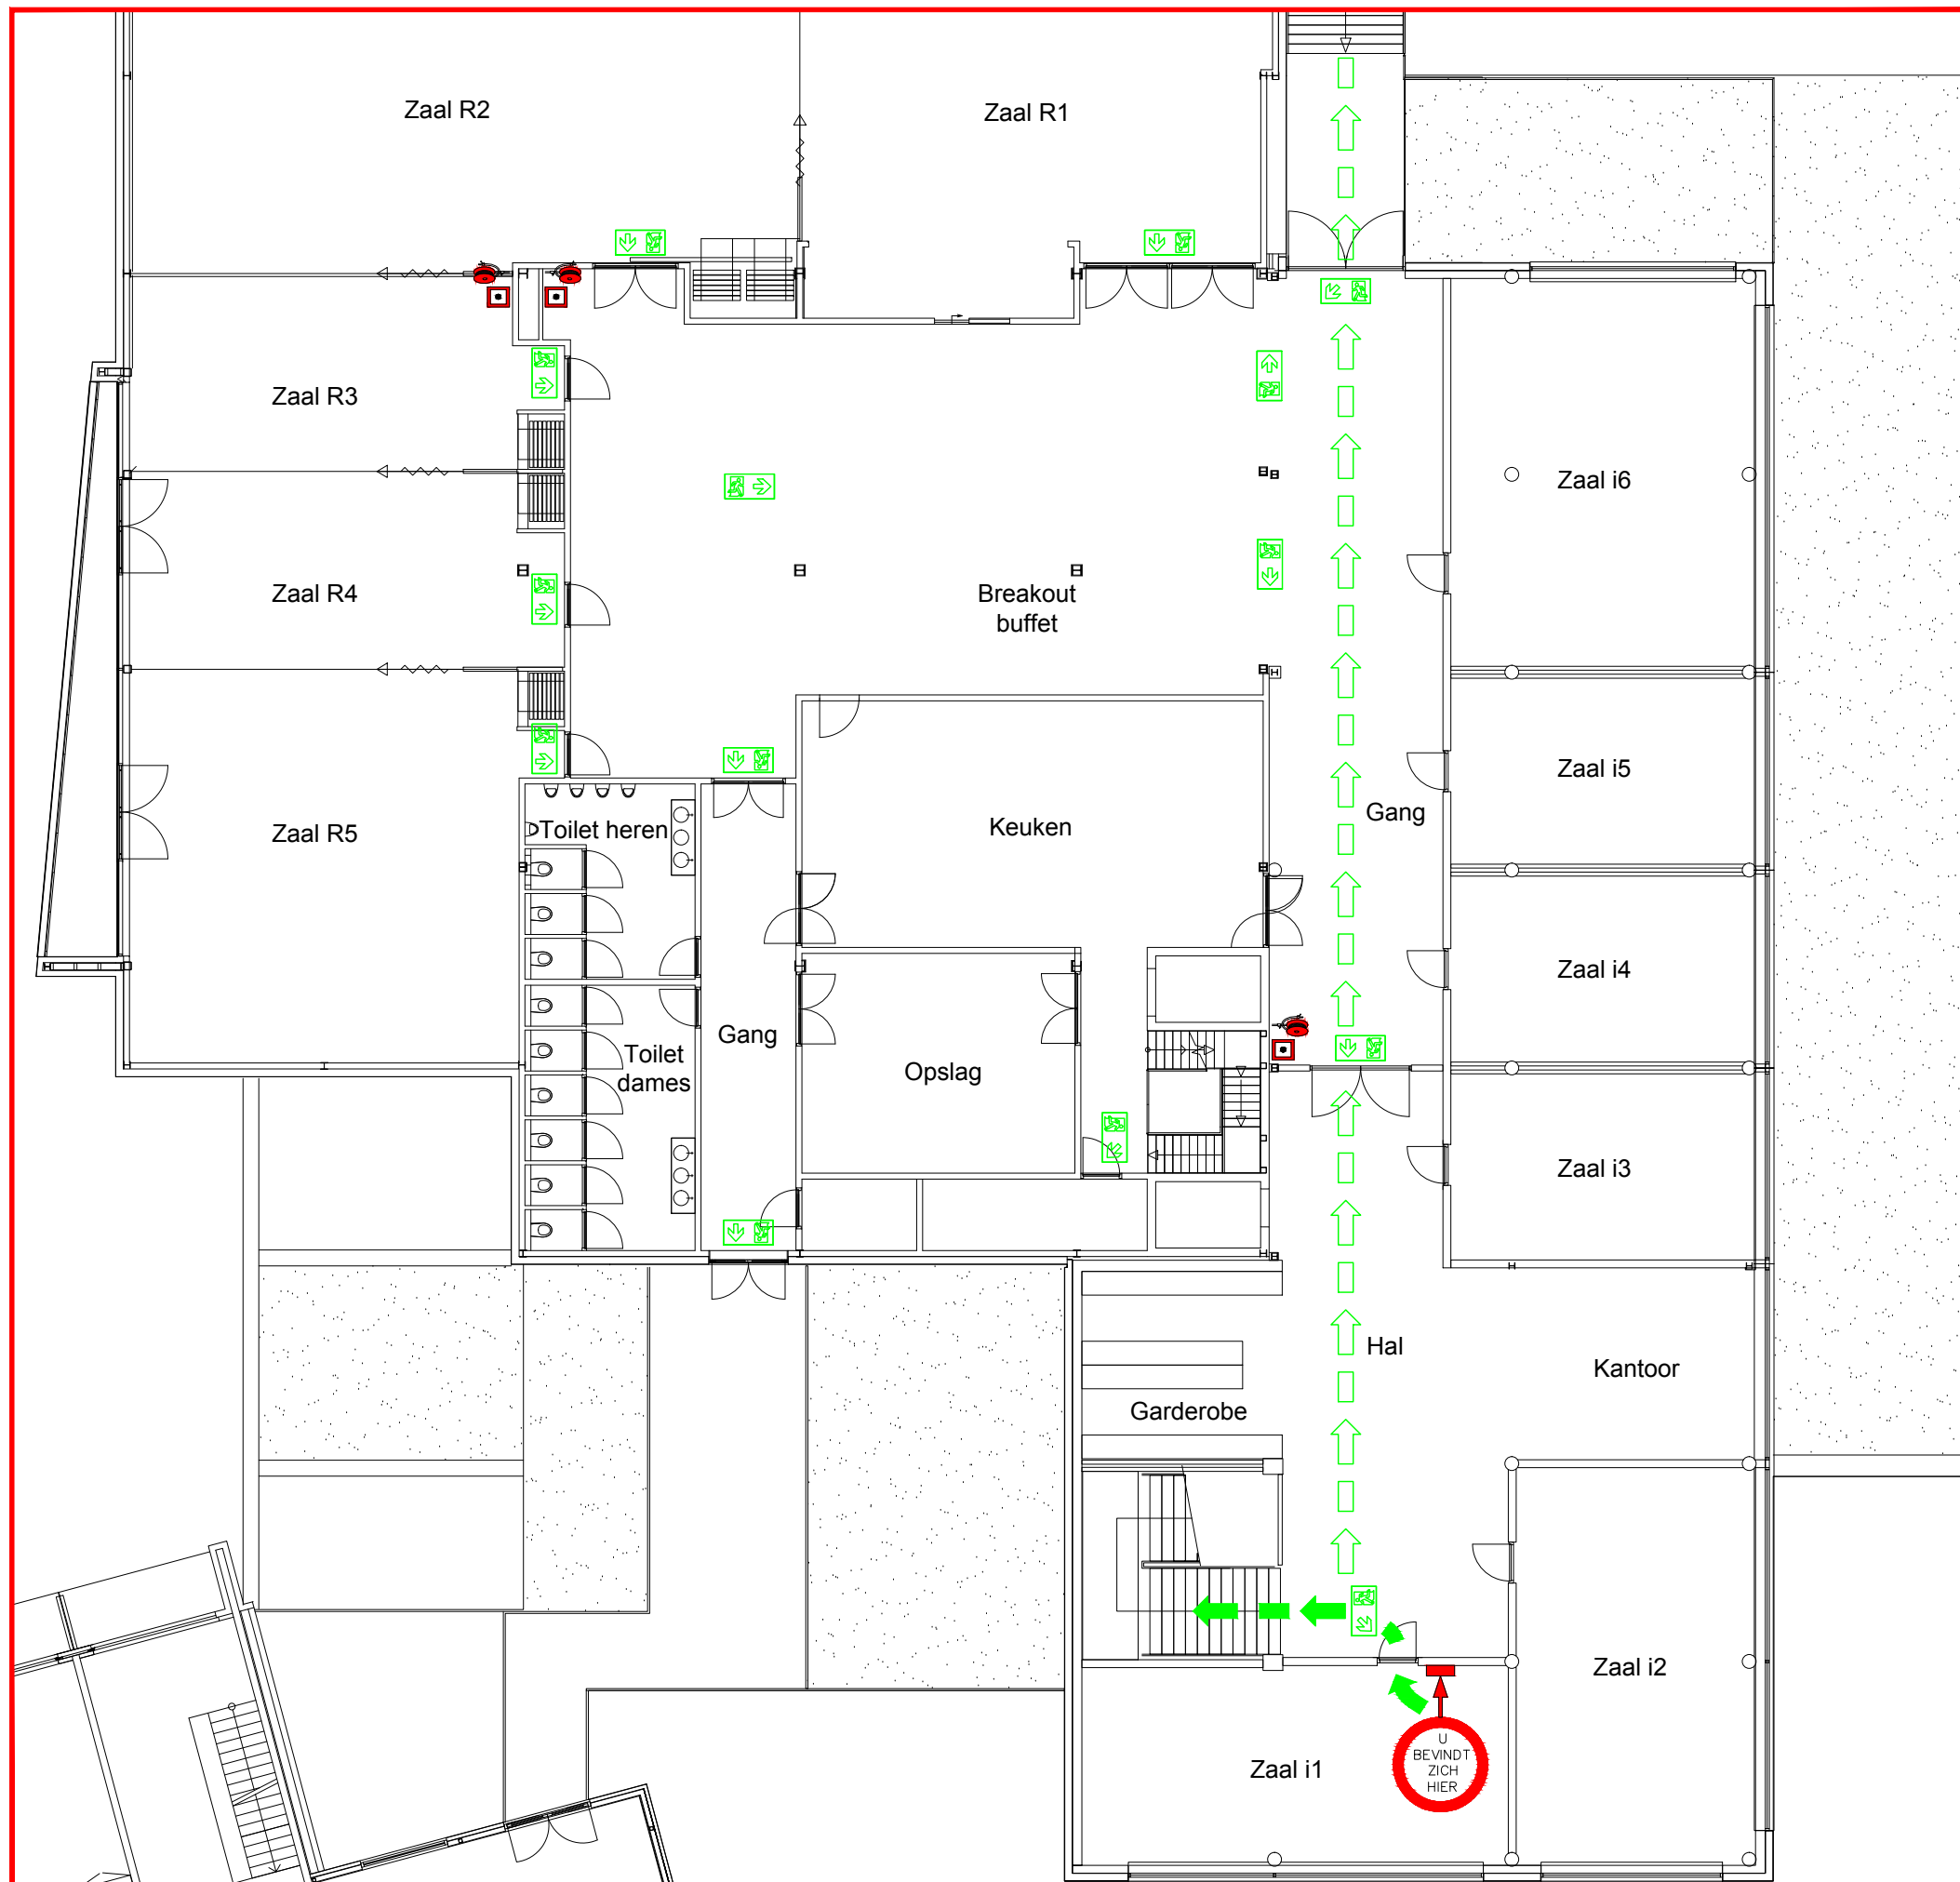 Zaal R2
Zaal R1
Zaal R3
Zaal i6
Zaal R4
Breakout
buffet
Zaal i5
Gang
Keuken
Toilet heren
Zaal R5
Zaal i4
Gang
Toilet
dames
Opslag
Zaal i3
Hal
Kantoor
Garderobe
Zaal i2
Zaal i1
U
BEVINDT
ZICH
HIER